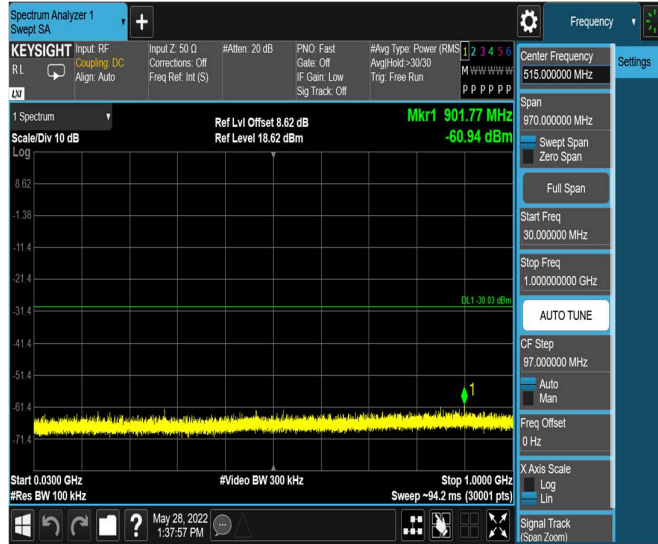 Spectrum Analyzer 1
Swept SA
+
Frequency
KEYSIGHT
R L
LXI
Input: RF
Coupling: DC
Align: Auto
Input Z: 50 Ω
Corrections: Off
Freq Ref: Int (S)
#Atten: 20 dB
PNO: Fast
Gate: Off
IF Gain: Low
Sig Track: Off
#Avg Type: Power (RMS
Avg|Hold:>30/30
Trig: Free Run
1 2 3 4 5 6
M W W W W W
P P P P P P
1 Spectrum
Scale/Div 10 dB
Log
Ref Lvl Offset 8.62 dB
Ref Level 18.62 dBm
Mkr1 901.77 MHz
-60.94 dBm
8.62
-1.38
-11.4
-21.4
-31.4
-41.4
-51.4
-61.4
-71.4
DL1 -30.03 dBm
1
Start 0.0300 GHz
#Res BW 100 kHz
#Video BW 300 kHz
Stop 1.0000 GHz
Sweep ~94.2 ms (30001 pts)
?
May 28, 2022
1:37:57 PM
Center Frequency
515.000000 MHz
Span
970.000000 MHz
Swept Span
Zero Span
Full Span
Start Freq
30.000000 MHz
Stop Freq
1.000000000 GHz
AUTO TUNE
CF Step
97.000000 MHz
Auto
Man
Freq Offset
0 Hz
X Axis Scale
Log
Lin
Signal Track
(Span Zoom)
Settings